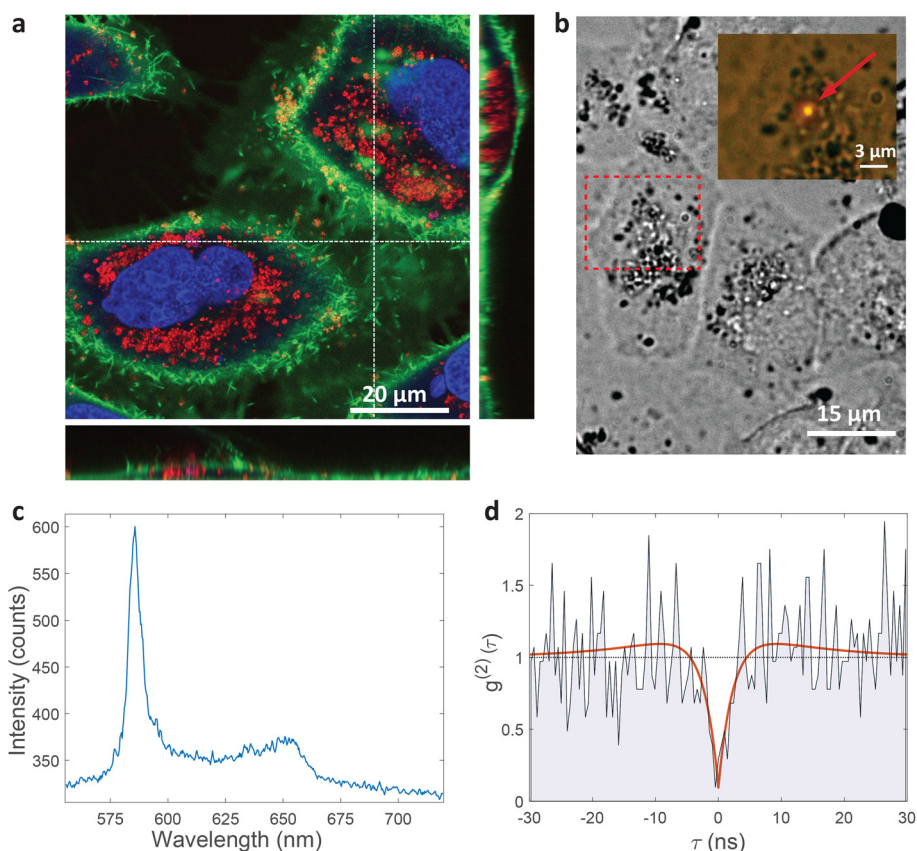 a
20 µm
b
3 µm
15 µm
c
Intensity (counts)
600
550
500
450
400
350
575
600
625
650
675
700
Wavelength (nm)
d
g(2)(τ)
2
1.5
1
0.5
0
-30
-20
-10
0
10
20
30
τ (ns)